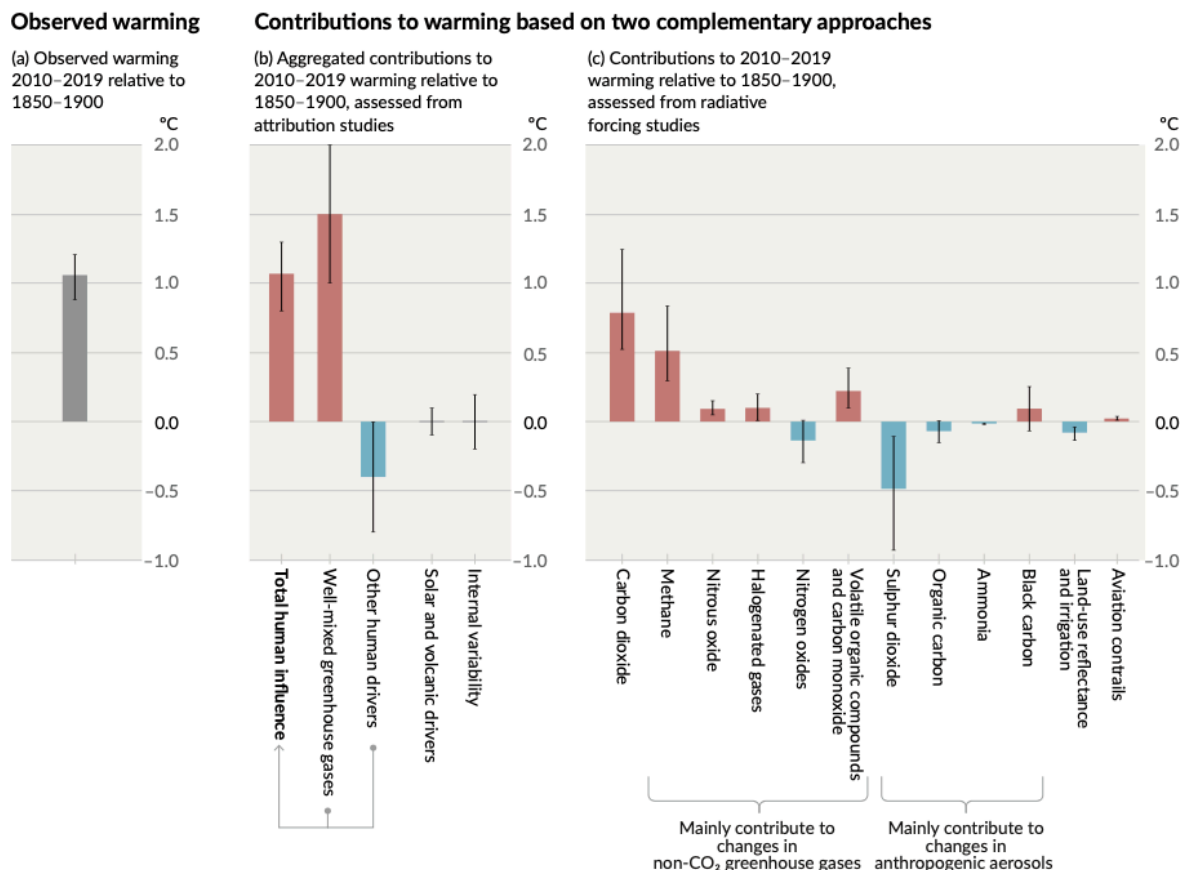 Observed warming
Contributions to warming based on two complementary approaches
(a) Observed warming
2010–2019 relative to
1850–1900
(b) Aggregated contributions to
2010–2019 warming relative to
1850–1900, assessed from
attribution studies
(c) Contributions to 2010–2019
warming relative to 1850–1900,
assessed from radiative
forcing studies
ºC
2.0
1.5
1.0
0.5
0.0
–0.5
–1.0
ºC
2.0
1.5
1.0
0.5
0.0
–0.5
–1.0
ºC
2.0
1.5
1.0
0.5
0.0
–0.5
–1.0
Total human influence
Well-mixed greenhouse gases
Other human drivers
Solar and volcanic drivers
Internal variability
Carbon dioxide
Methane
Nitrous oxide
Halogenated gases
Nitrogen oxides
Volatile organic compounds
and carbon monoxide
Sulphur dioxide
Organic carbon
Ammonia
Black carbon
Land-use reflectance
and irrigation
Aviation contrails
Mainly contribute to
changes in
non-CO₂ greenhouse gases
Mainly contribute to
changes in
anthropogenic aerosols